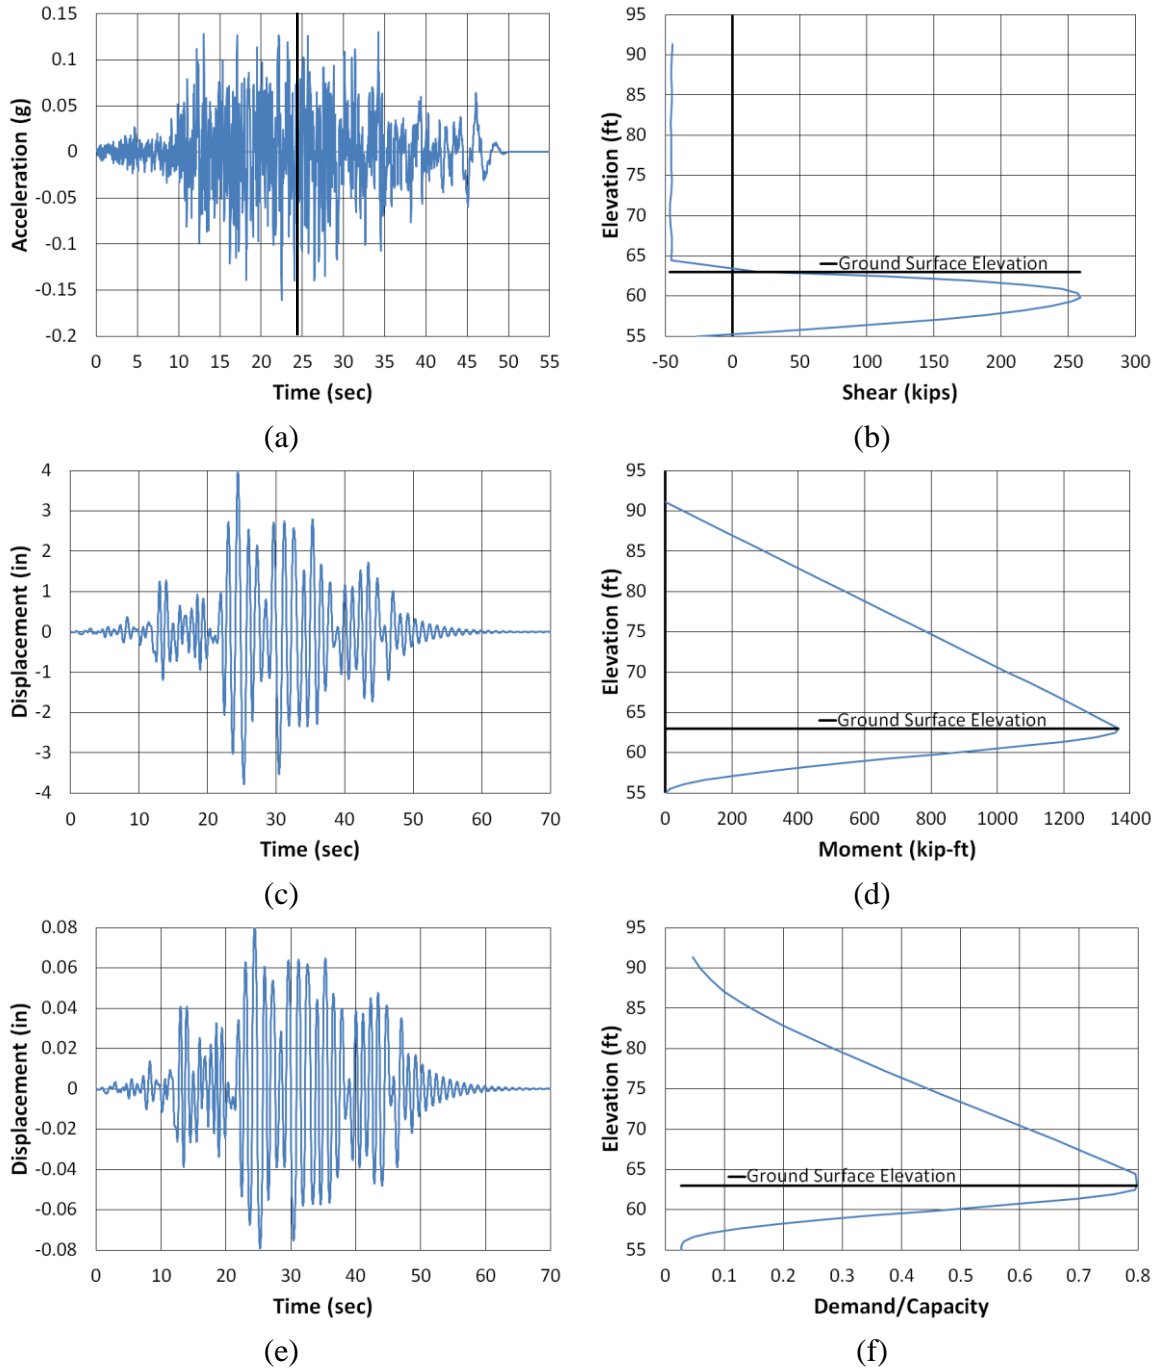 0.15
0.1
0.05
0
-0.05
-0.1
-0.15
-0.2
Acceleration (g)
0 5 10 15 20 25 30 35 40 45 50 55
Time (sec)
(a)
95
90
85
80
75
70
65
60
55
Elevation (ft)
Ground Surface Elevation
-50 0 50 100 150 200 250 300
Shear (kips)
(b)
4
3
2
1
0
-1
-2
-3
-4
Displacement (in)
0 10 20 30 40 50 60 70
Time (sec)
(c)
95
90
85
80
75
70
65
60
55
Elevation (ft)
Ground Surface Elevation
0 200 400 600 800 1000 1200 1400
Moment (kip-ft)
(d)
0.08
0.06
0.04
0.02
0
-0.02
-0.04
-0.06
-0.08
Displacement (in)
0 10 20 30 40 50 60 70
Time (sec)
(e)
95
90
85
80
75
70
65
60
55
Elevation (ft)
Ground Surface Elevation
0 0.1 0.2 0.3 0.4 0.5 0.6 0.7 0.8
Demand/Capacity
(f)